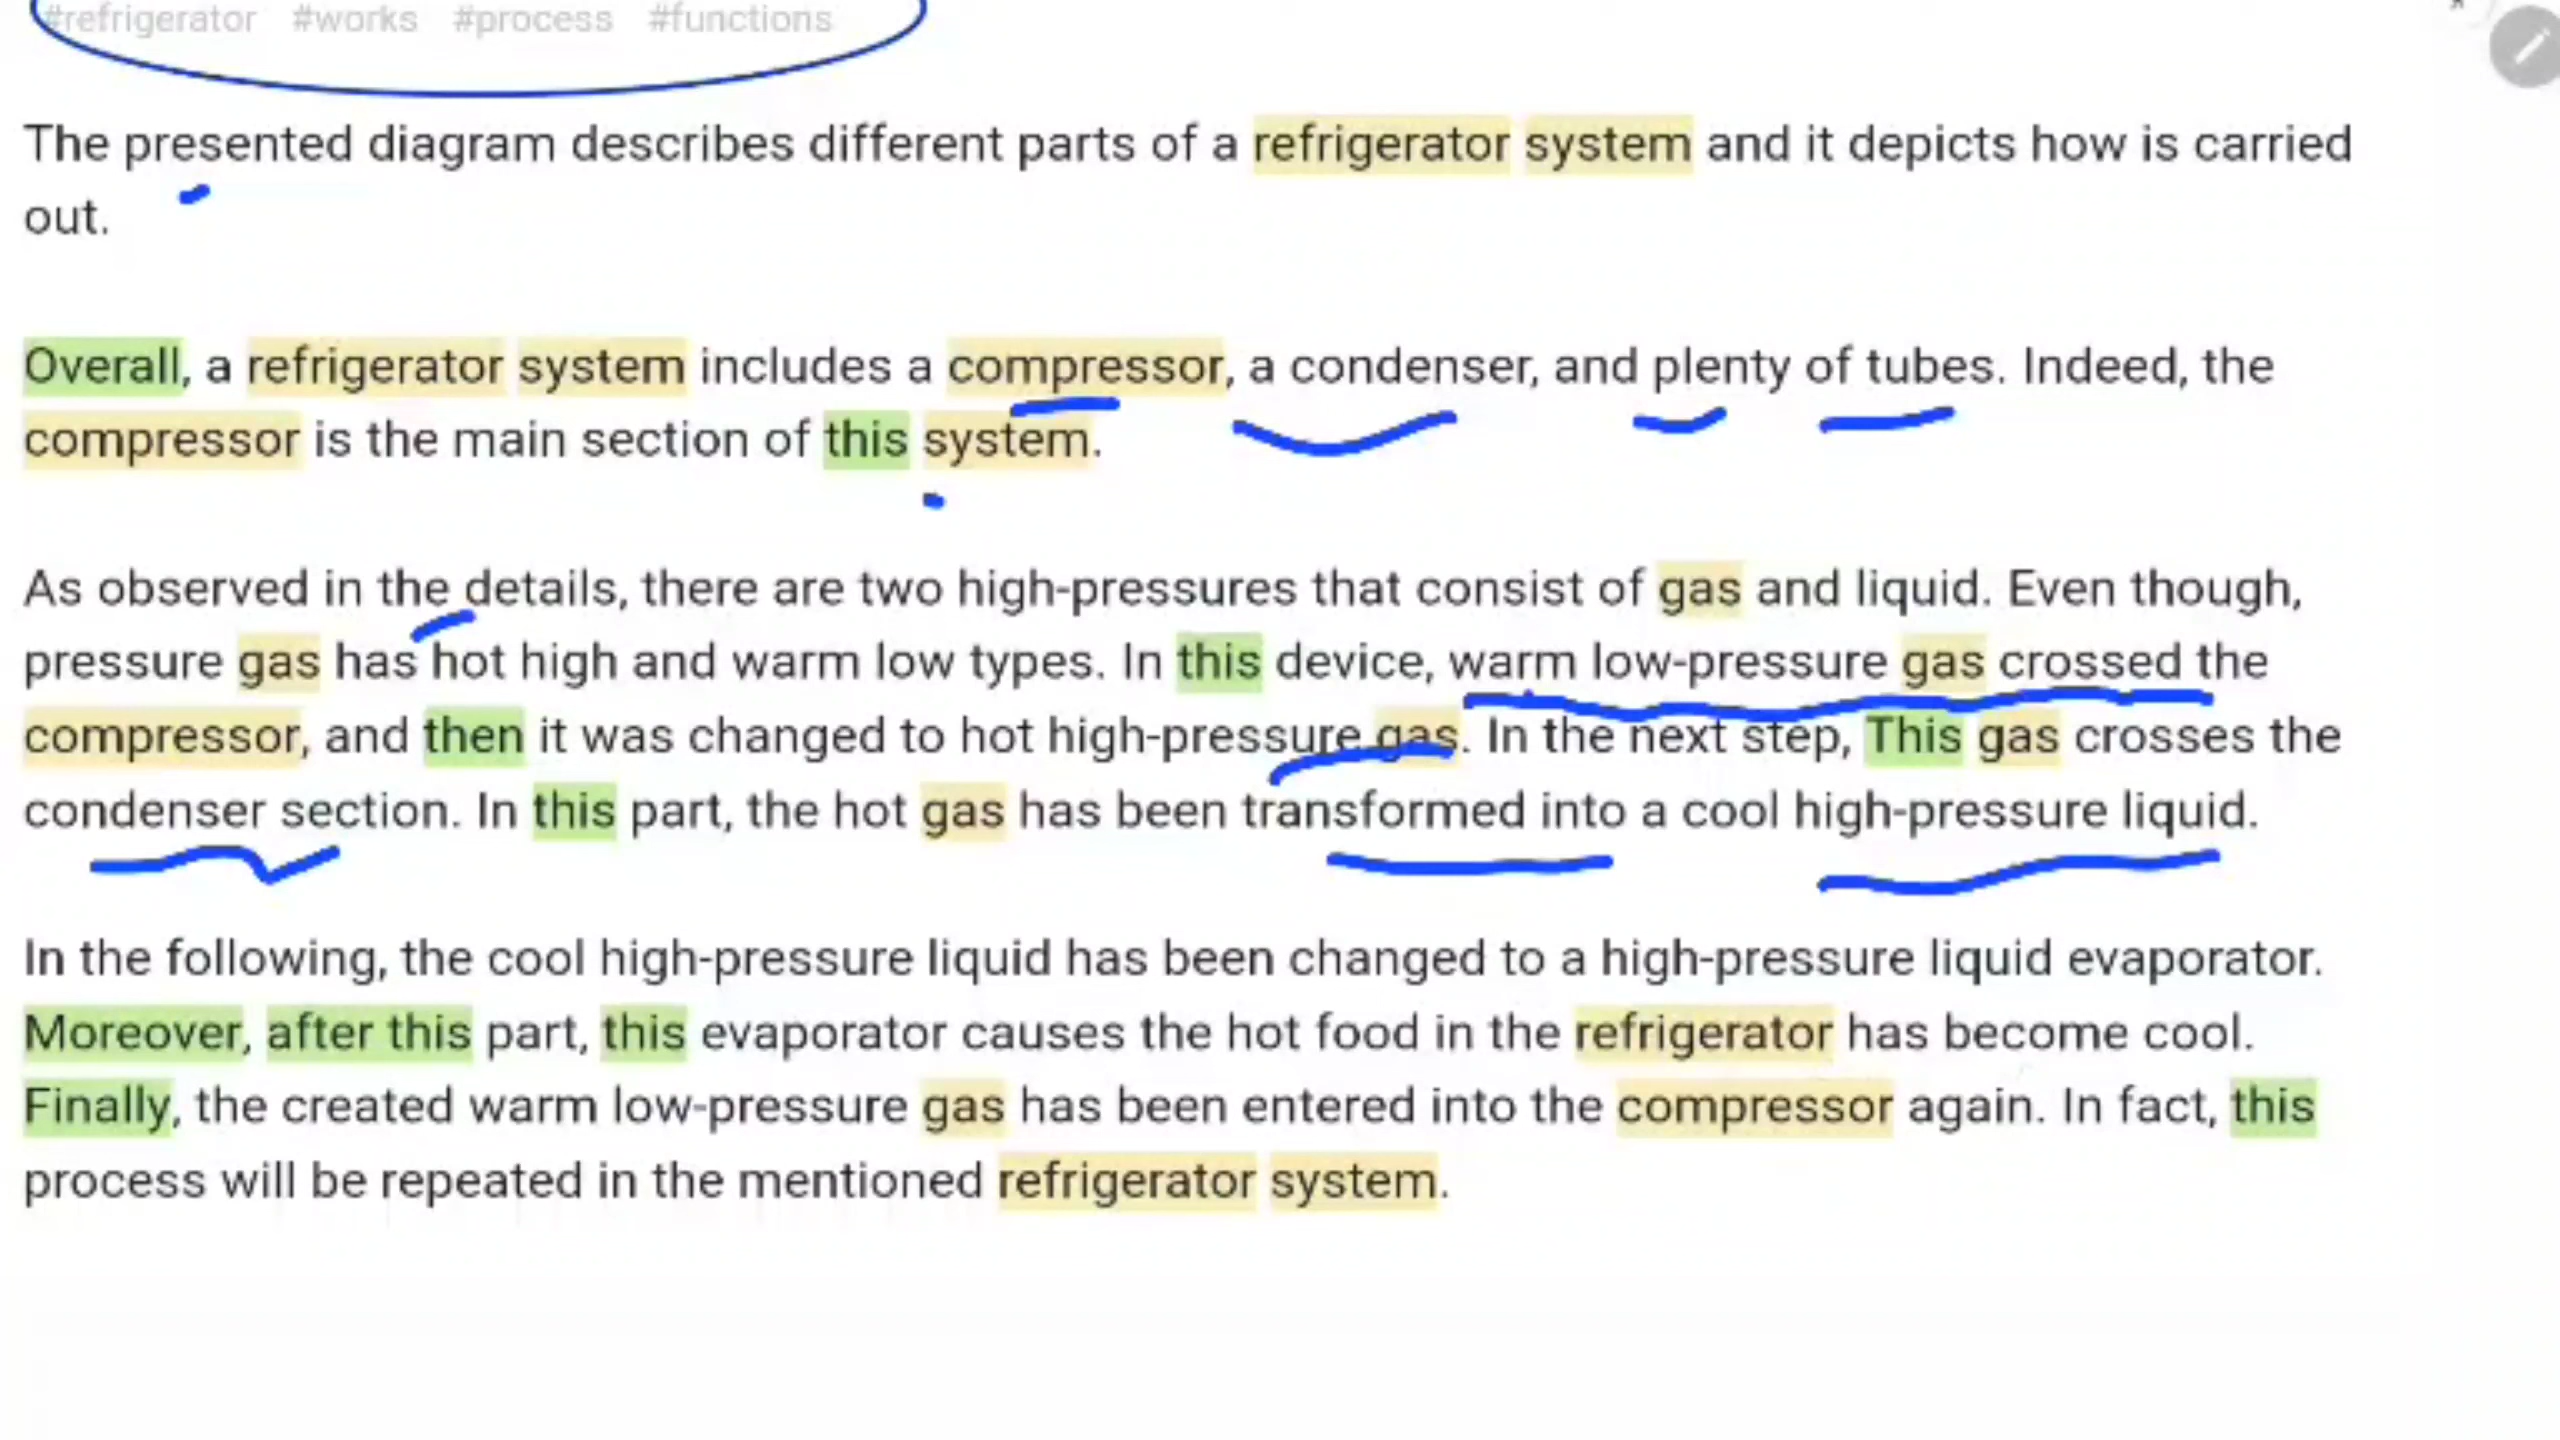 #refrigerator #works #process #functions
The presented diagram describes different parts of a refrigerator system and it depicts how is carried
out.
Overall, a refrigerator system includes a compressor, a condenser, and plenty of tubes. Indeed, the
compressor is the main section of this system.
As observed in the details, there are two high-pressures that consist of gas and liquid. Even though,
pressure gas has hot high and warm low types. In this device, warm low-pressure gas crossed the
compressor, and then it was changed to hot high-pressure gas. In the next step, This gas crosses the
condenser section. In this part, the hot gas has been transformed into a cool high-pressure liquid.
In the following, the cool high-pressure liquid has been changed to a high-pressure liquid evaporator.
Moreover, after this part, this evaporator causes the hot food in the refrigerator has become cool.
Finally, the created warm low-pressure gas has been entered into the compressor again. In fact, this
process will be repeated in the mentioned refrigerator system.